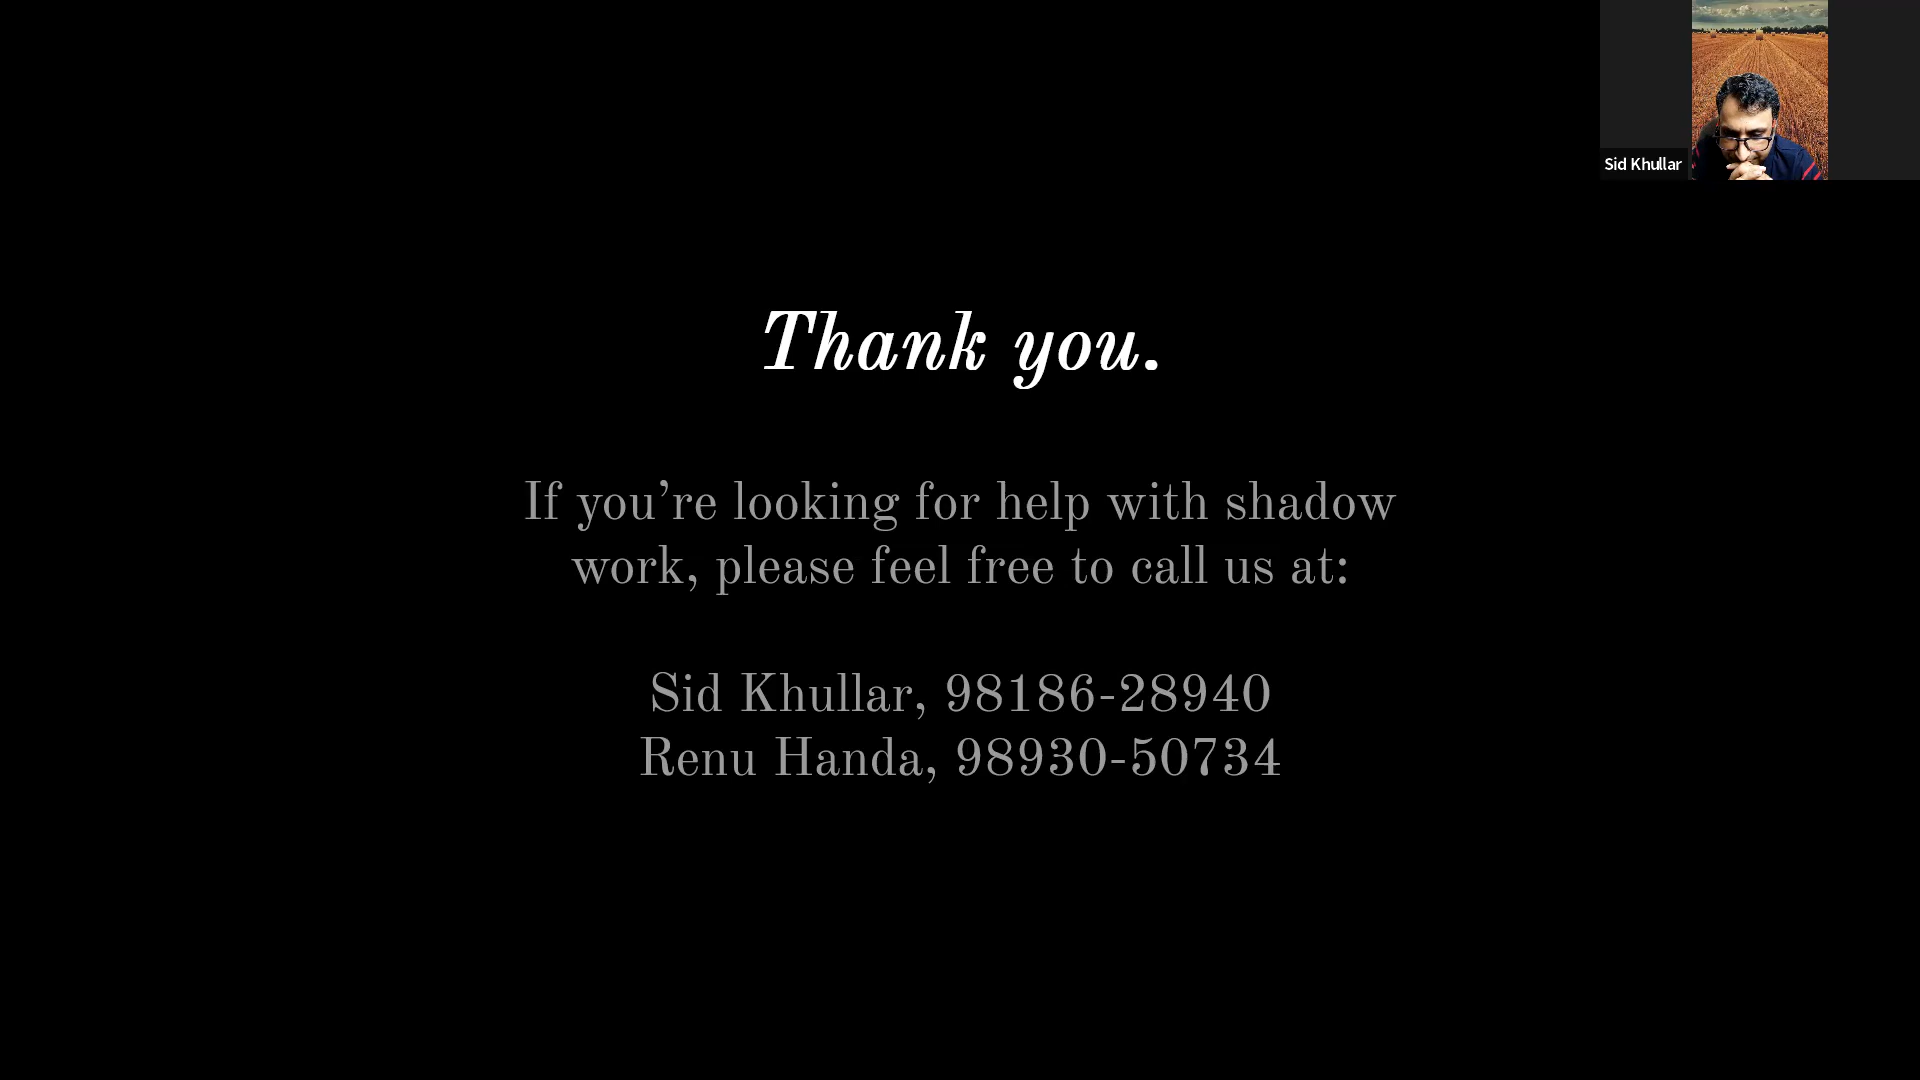 Sid Khullar
Thank you.
If you’re looking for help with shadow
work, please feel free to call us at:
Sid Khullar, 98186-28940
Renu Handa, 98930-50734